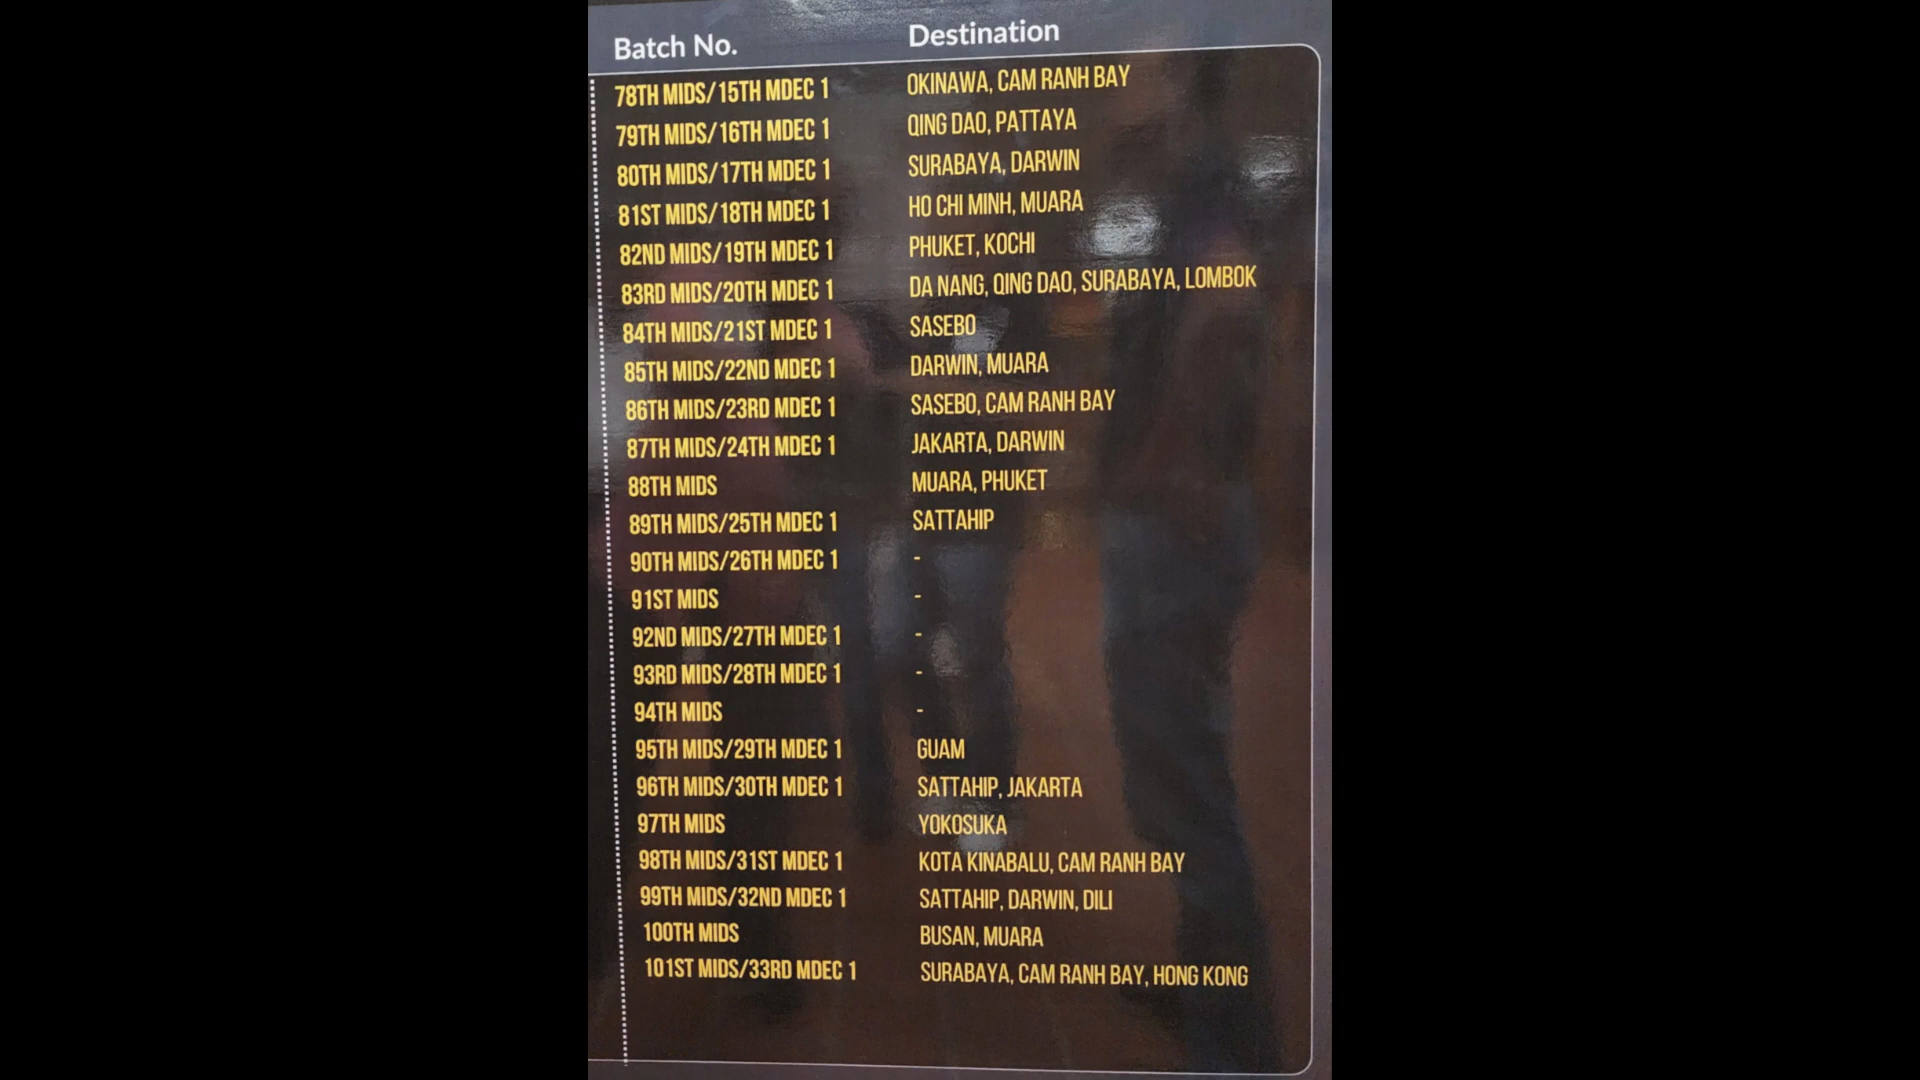 Batch No. Destination
78TH MIDS/15TH MDEC 1 OKINAWA, CAM RANH BAY
79TH MIDS/16TH MDEC 1 QING DAO, PATTAYA
80TH MIDS/17TH MDEC 1 SURABAYA, DARWIN
81ST MIDS/18TH MDEC 1 HO CHI MINH, MUARA
82ND MIDS/19TH MDEC 1 PHUKET, KOCHI
83RD MIDS/20TH MDEC 1 DA NANG, QING DAO, SURABAYA, LOMBOK
84TH MIDS/21ST MDEC 1 SASEBO
85TH MIDS/22ND MDEC 1 DARWIN, MUARA
86TH MIDS/23RD MDEC 1 SASEBO, CAM RANH BAY
87TH MIDS/24TH MDEC 1 JAKARTA, DARWIN
88TH MIDS MUARA, PHUKET
89TH MIDS/25TH MDEC 1 SATTAHIP
90TH MIDS/26TH MDEC 1 -
91ST MIDS -
92ND MIDS/27TH MDEC 1 -
93RD MIDS/28TH MDEC 1 -
94TH MIDS -
95TH MIDS/29TH MDEC 1 GUAM
96TH MIDS/30TH MDEC 1 SATTAHIP, JAKARTA
97TH MIDS YOKOSUKA
98TH MIDS/31ST MDEC 1 KOTA KINABALU, CAM RANH BAY
99TH MIDS/32ND MDEC 1 SATTAHIP, DARWIN, DILI
100TH MIDS BUSAN, MUARA
101ST MIDS/33RD MDEC 1 SURABAYA, CAM RANH BAY, HONG KONG